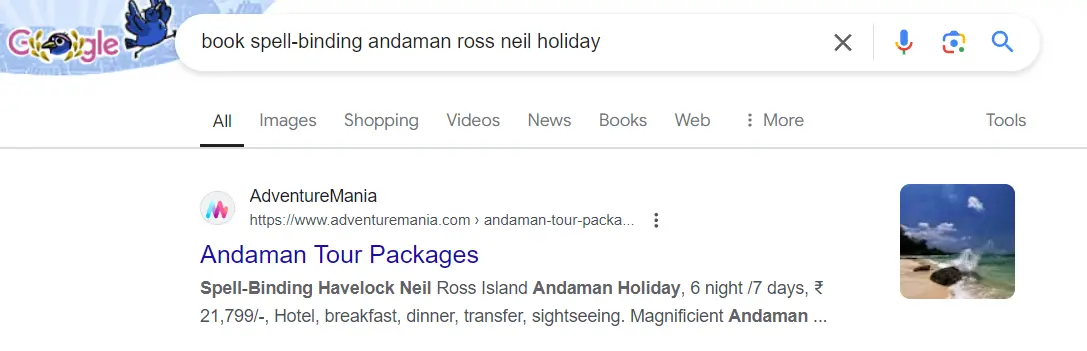 Google
book spell-binding andaman ross neil holiday
All Images Shopping Videos News Books Web More Tools
AdventureMania
https://www.adventuremania.com › andaman-tour-packa...
Andaman Tour Packages
Spell-Binding Havelock Neil Ross Island Andaman Holiday, 6 night /7 days, ₹
21,799/-, Hotel, breakfast, dinner, transfer, sightseeing. Magnificient Andaman ...